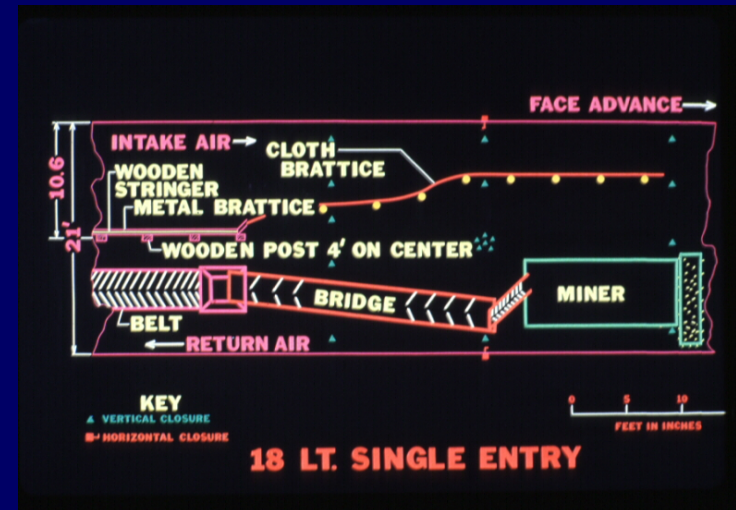 FACE ADVANCE
INTAKE AIR
CLOTH
BRATTICE
WOODEN
STRINGER
METAL BRATTICE
10.6
21'
WOODEN POST 4' ON CENTER
BRIDGE
MINER
BELT
RETURN AIR
KEY
VERTICAL CLOSURE
HORIZONTAL CLOSURE
0 5 10
FEET IN INCHES
18 LT. SINGLE ENTRY